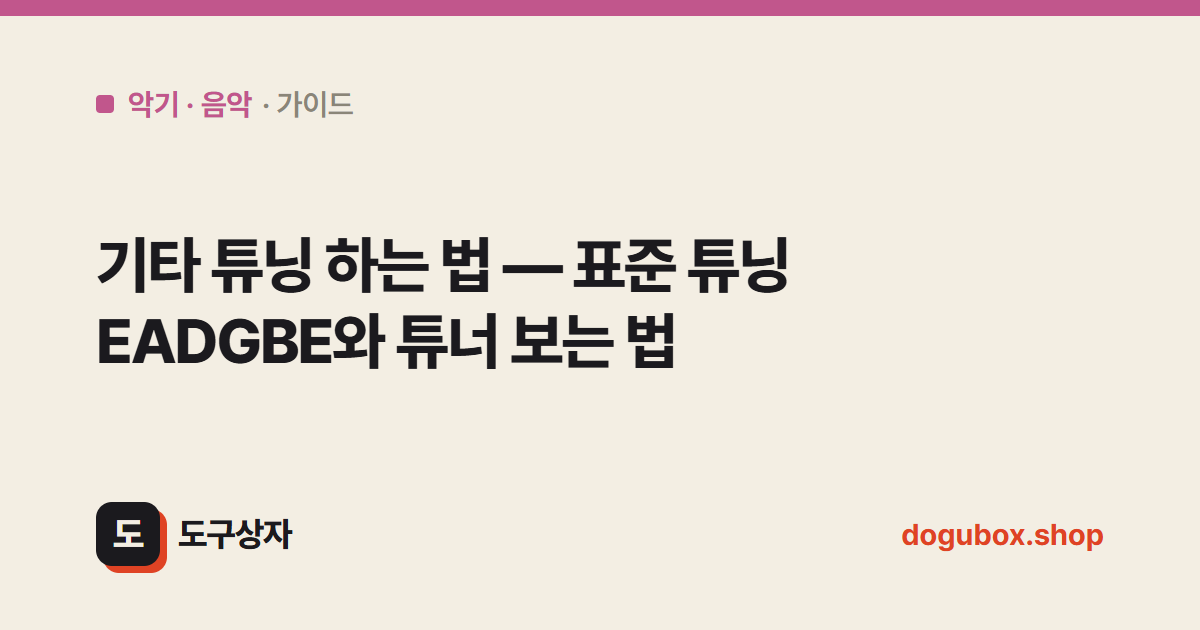 악기 · 음악 · 가이드
기타 튜닝 하는 법 — 표준 튜닝
EADGBE와 튜너 보는 법
도 도구상자
dogubox.shop